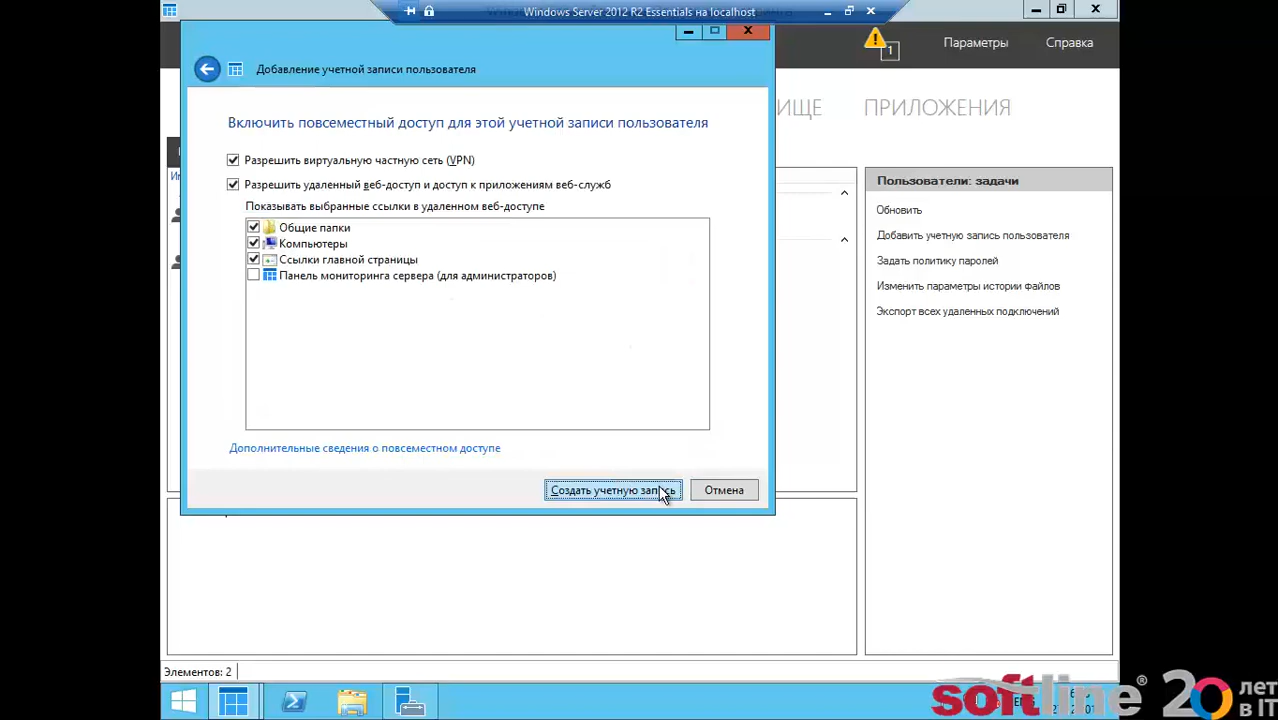 Windows Server 2012 R2 Essentials на localhost
1
Параметры
Справка
Добавление учетной записи пользователя
ИЩЕ
ПРИЛОЖЕНИЯ
Включить повсеместный доступ для этой учетной записи пользователя
Разрешить виртуальную частную сеть (VPN)
Разрешить удаленный веб-доступ и доступ к приложениям веб-служб
Показывать выбранные ссылки в удаленном веб-доступе
Общие папки
Компьютеры
Ссылки главной страницы
Панель мониторинга сервера (для администраторов)
Дополнительные сведения о повсеместном доступе
Создать учетную запись
Отмена
Пользователи: задачи
Обновить
Добавить учетную запись пользователя
Задать политику паролей
Изменить параметры истории файлов
Экспорт всех удаленных подключений
Элементов: 2
softline®
20 лет в IT